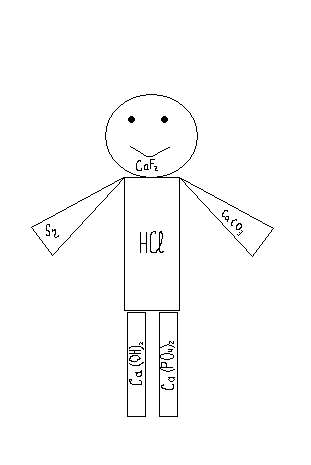 CaF₂
Sr
CaCO₃
HCl
Ca(OH)₂
Ca(PO₄)₂